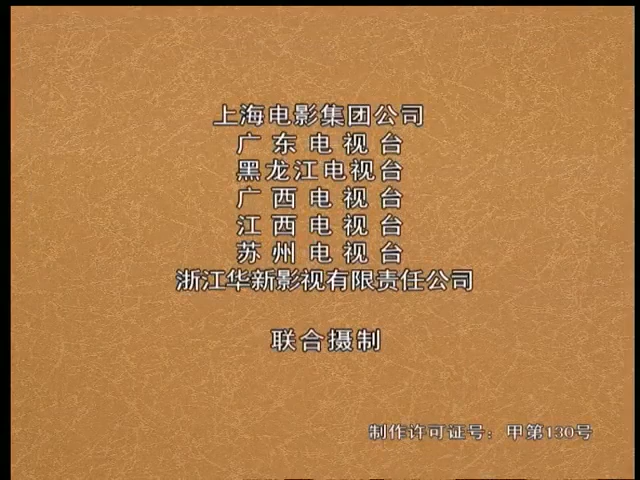 上海电影集团公司
广东电视台
黑龙江电视台
广西电视台
江西电视台
苏州电视台
浙江华新影视有限责任公司
联合摄制
制作许可证号：甲第130号